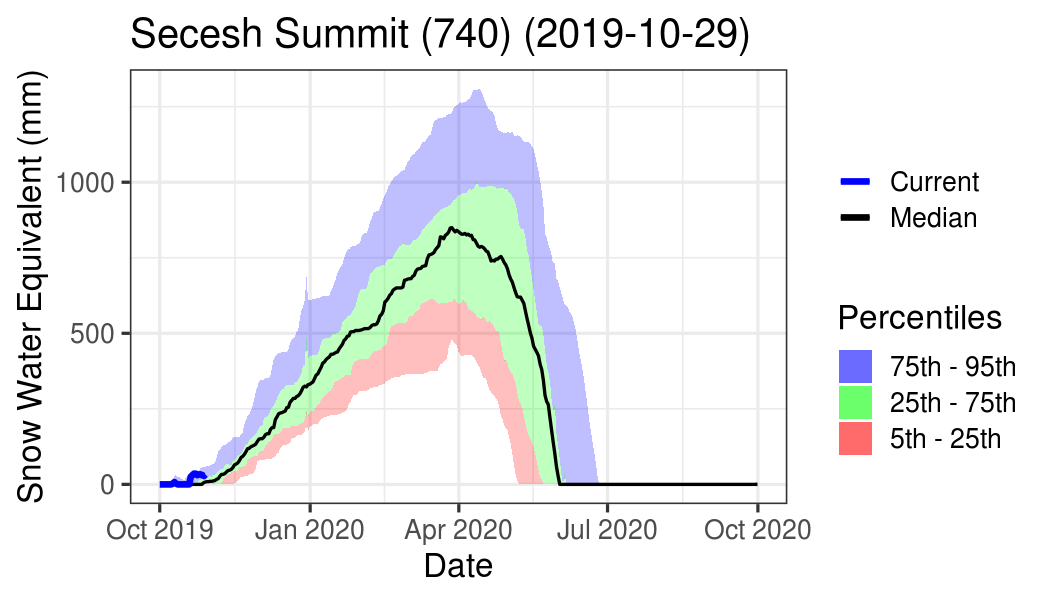 Secesh Summit (740) (2019-10-29)
Snow Water Equivalent (mm)
1000
500
0
Oct 2019
Jan 2020
Apr 2020
Jul 2020
Oct 2020
Date
Current
Median
Percentiles
75th - 95th
25th - 75th
5th - 25th